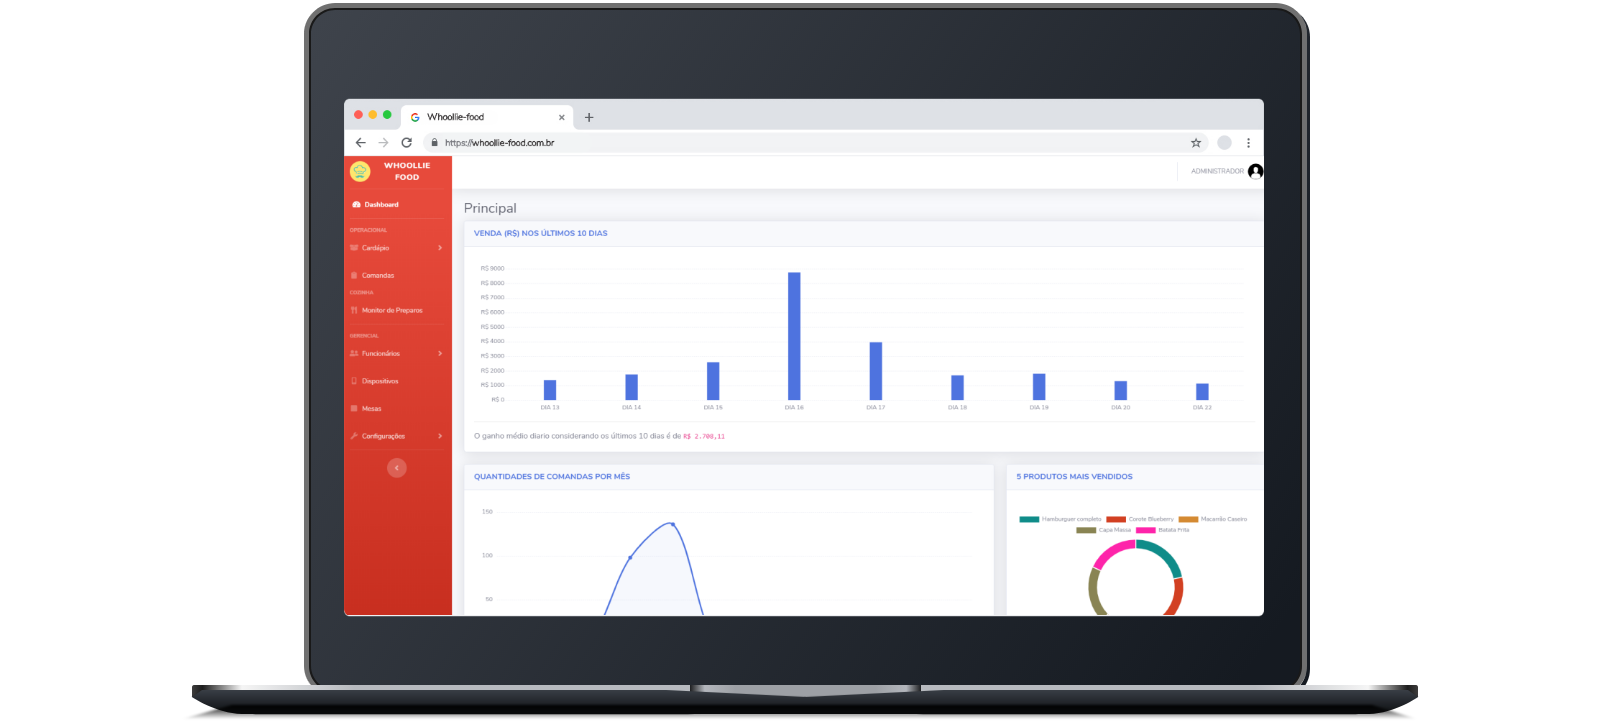 Whoollie-food
https://whoollie-food.com.br
WHOOLLIE
FOOD
ADMINISTRADOR
Dashboard
OPERACIONAL
Cardápio
Comandas
COZINHA
Monitor de Preparos
GERENCIAL
Funcionários
Dispositivos
Mesas
Configurações
Principal
VENDA (R$) NOS ÚLTIMOS 10 DIAS
R$ 9000
R$ 8000
R$ 7000
R$ 6000
R$ 5000
R$ 4000
R$ 3000
R$ 2000
R$ 1000
R$ 0
DIA 13 DIA 14 DIA 15 DIA 16 DIA 17 DIA 18 DIA 19 DIA 20 DIA 22
O ganho médio diario considerando os últimos 10 dias é de R$ 2.708,11
QUANTIDADES DE COMANDAS POR MÊS
150
100
50
5 PRODUTOS MAIS VENDIDOS
Hamburguer completo Corote Blueberry Macarrão Caseiro
Capa Massa Batata Frita